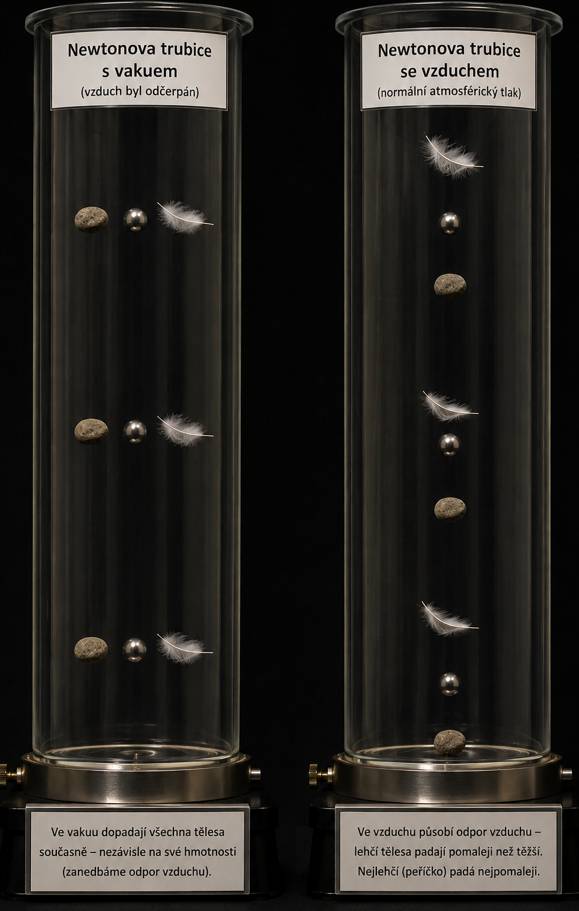 Newtonova trubice
s vakuem
(vzduch byl odčerpán)
Newtonova trubice
se vzduchem
(normální atmosférický tlak)
Ve vakuu dopadají všechna tělesa
současně – nezávisle na své hmotnosti
(zanedbáme odpor vzduchu).
Ve vzduchu působí odpor vzduchu –
lehčí tělesa padají pomaleji než těžší.
Nejlehčí (peříčko) padá nejpomaleji.